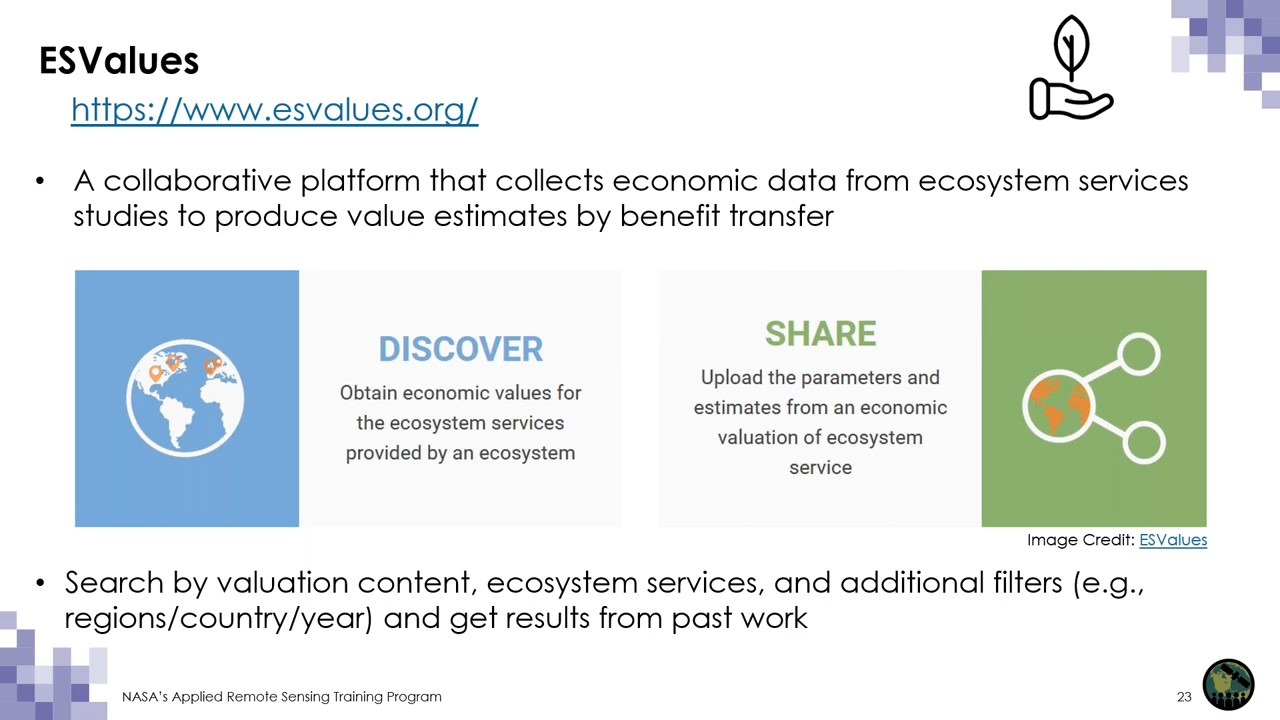 ESValues
https://www.esvalues.org/
• A collaborative platform that collects economic data from ecosystem services
studies to produce value estimates by benefit transfer
DISCOVER
Obtain economic values for
the ecosystem services
provided by an ecosystem
SHARE
Upload the parameters and
estimates from an economic
valuation of ecosystem
service
Image Credit: ESValues
• Search by valuation content, ecosystem services, and additional filters (e.g.,
regions/country/year) and get results from past work
NASA's Applied Remote Sensing Training Program
23